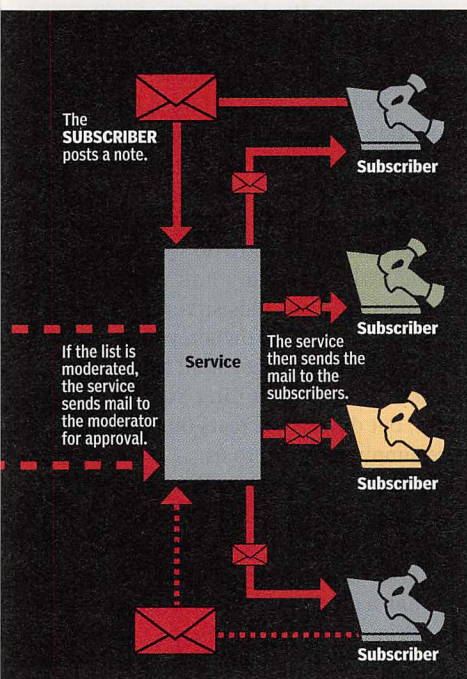 The
SUBSCRIBER
posts a note.
Subscriber
Subscriber
If the list is
moderated,
the service
sends mail to
the moderator
for approval.
Service
The service
then sends the
mail to the
subscribers.
Subscriber
Subscriber